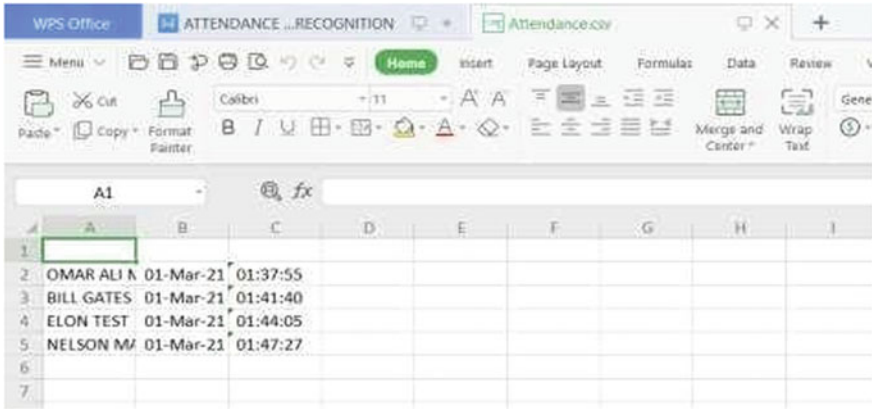 WPS Office ATTENDANCE ...RECOGNITION Attendance.csv
Menu Home Insert Page Layout Formulas Data Review
Cut Calibri 11 A A Gene
Paste Copy Format Painter B I U A Merge and Center Wrap Text
A1 fx
A B C D E F G H I
1
2 OMAR ALI M 01-Mar-21 01:37:55
3 BILL GATES 01-Mar-21 01:41:40
4 ELON TEST 01-Mar-21 01:44:05
5 NELSON MA 01-Mar-21 01:47:27
6
7